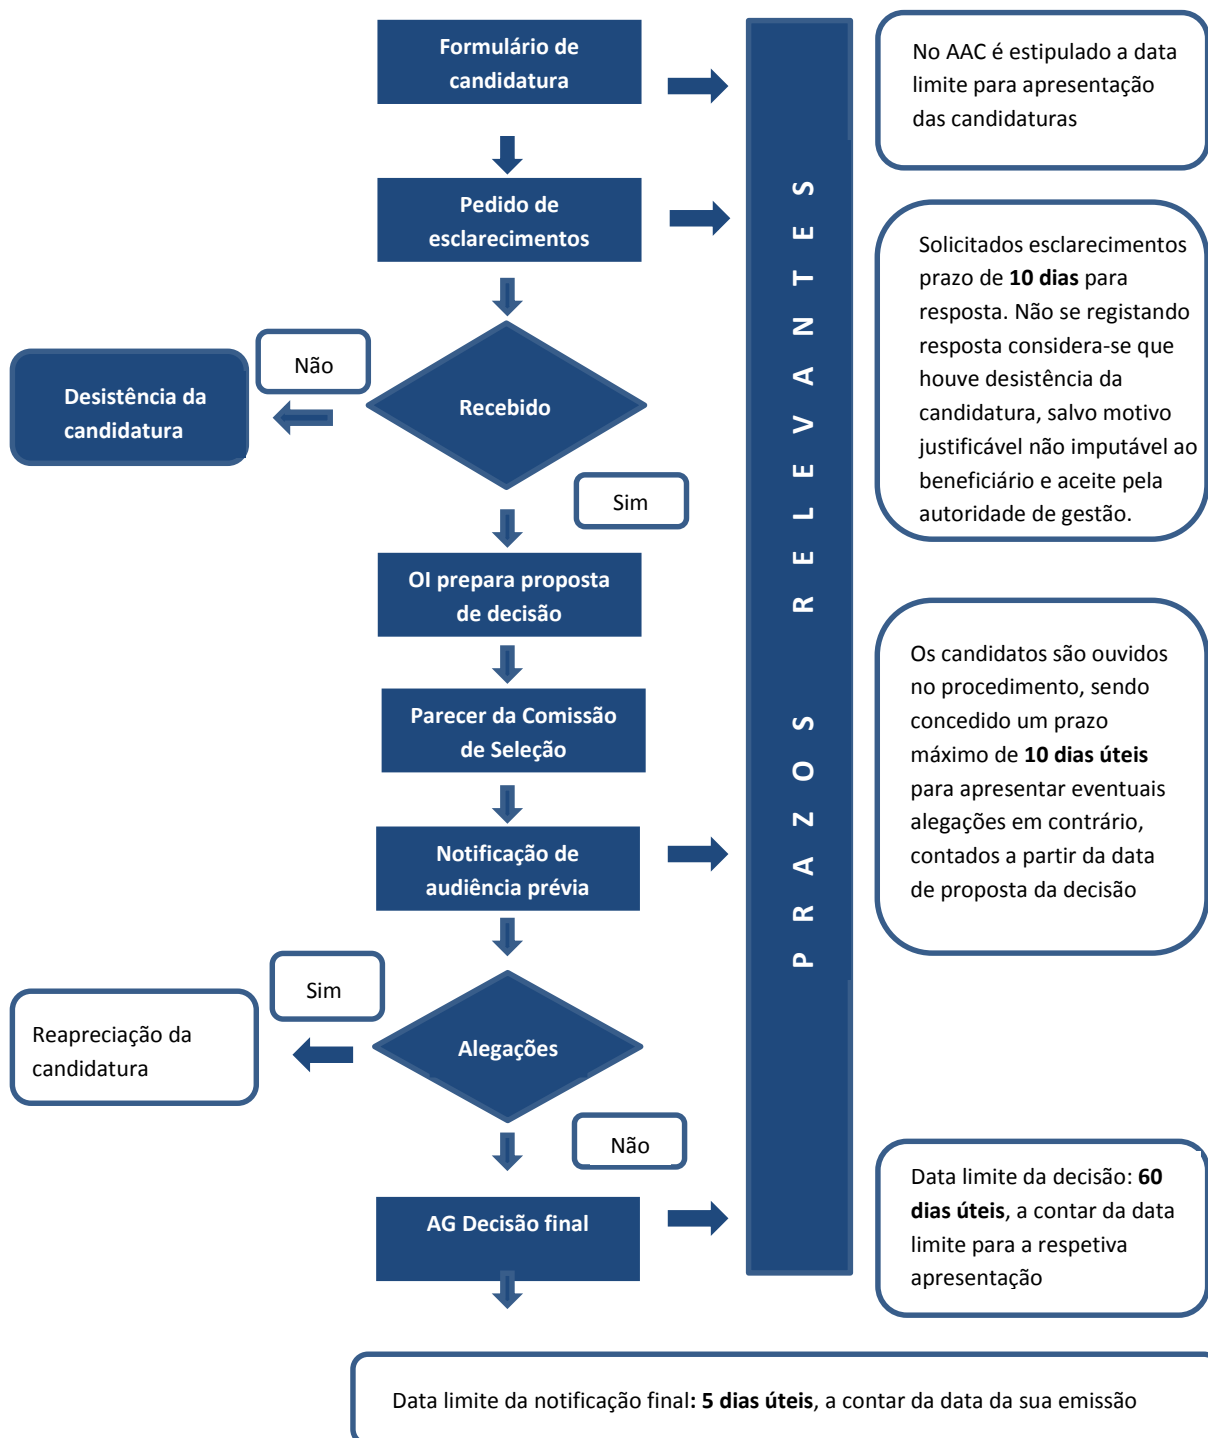 Formulário de
candidatura
No AAC é estipulado a data
limite para apresentação
das candidaturas
Pedido de
esclarecimentos
Solicitados esclarecimentos
prazo de 10 dias para
resposta. Não se registando
resposta considera-se que
houve desistência da
candidatura, salvo motivo
justificável não imputável ao
beneficiário e aceite pela
autoridade de gestão.
Não
Desistência da
candidatura
Recebido
Sim
OI prepara proposta
de decisão
Parecer da Comissão
de Seleção
Os candidatos são ouvidos
no procedimento, sendo
concedido um prazo
máximo de 10 dias úteis
para apresentar eventuais
alegações em contrário,
contados a partir da data
de proposta da decisão
Notificação de
audiência prévia
PRAZOS RELEVANTES
Sim
Reapreciação da
candidatura
Alegações
Não
AG Decisão final
Data limite da decisão: 60
dias úteis, a contar da data
limite para a respetiva
apresentação
Data limite da notificação final: 5 dias úteis, a contar da data da sua emissão